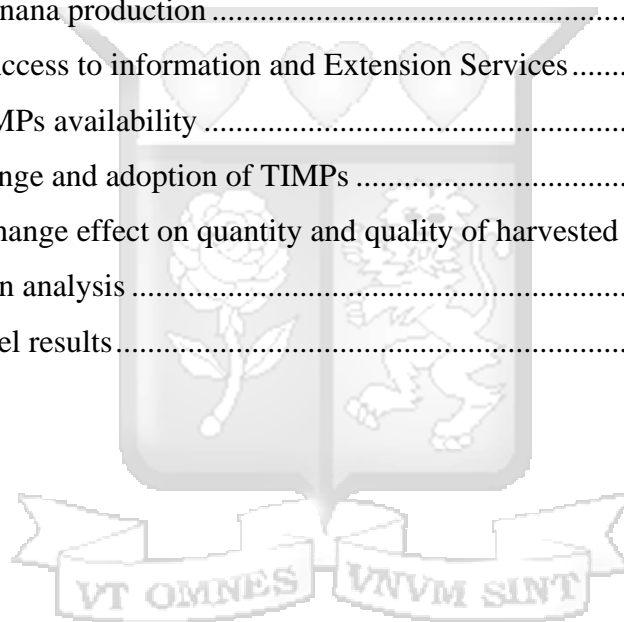 nana production ....................................................
ccess to information and Extension Services .......
MPs availability .....................................................
nge and adoption of TIMPs ..................................
hange effect on quantity and quality of harvested
n analysis ..............................................................
el results ................................................................
VT OMNES VNVM SINT